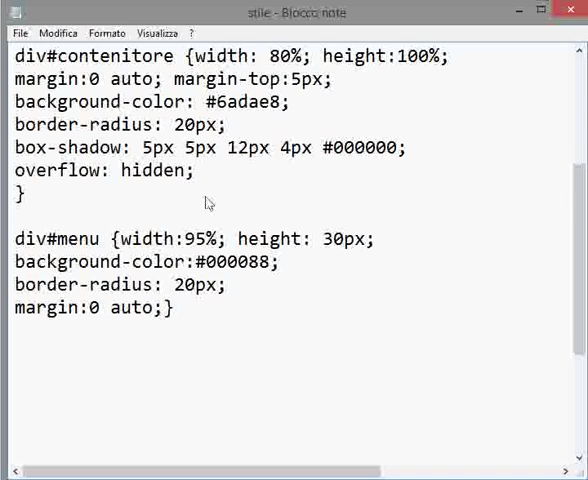 stile - Blocco note
File Modifica Formato Visualizza ?
div#contenitore {width: 80%; height:100%;
margin:0 auto; margin-top:5px;
background-color: #6adae8;
border-radius: 20px;
box-shadow: 5px 5px 12px 4px #000000;
overflow: hidden;
}
div#menu {width:95%; height: 30px;
background-color:#000088;
border-radius: 20px;
margin:0 auto;}